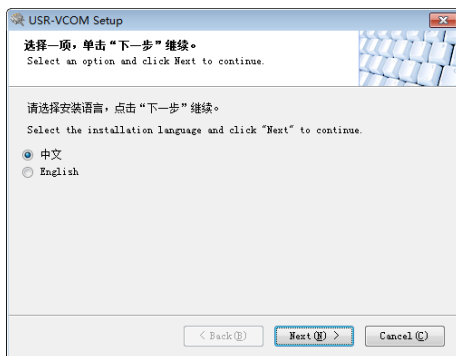 USR-VCOM Setup
选择一项，单击“下一步”继续。
Select an option and click Next to continue.
请选择安装语言，点击“下一步”继续。
Select the installation language and click "Next" to continue.
中文
English
< Back(B)
Next(N) >
Cancel(C)